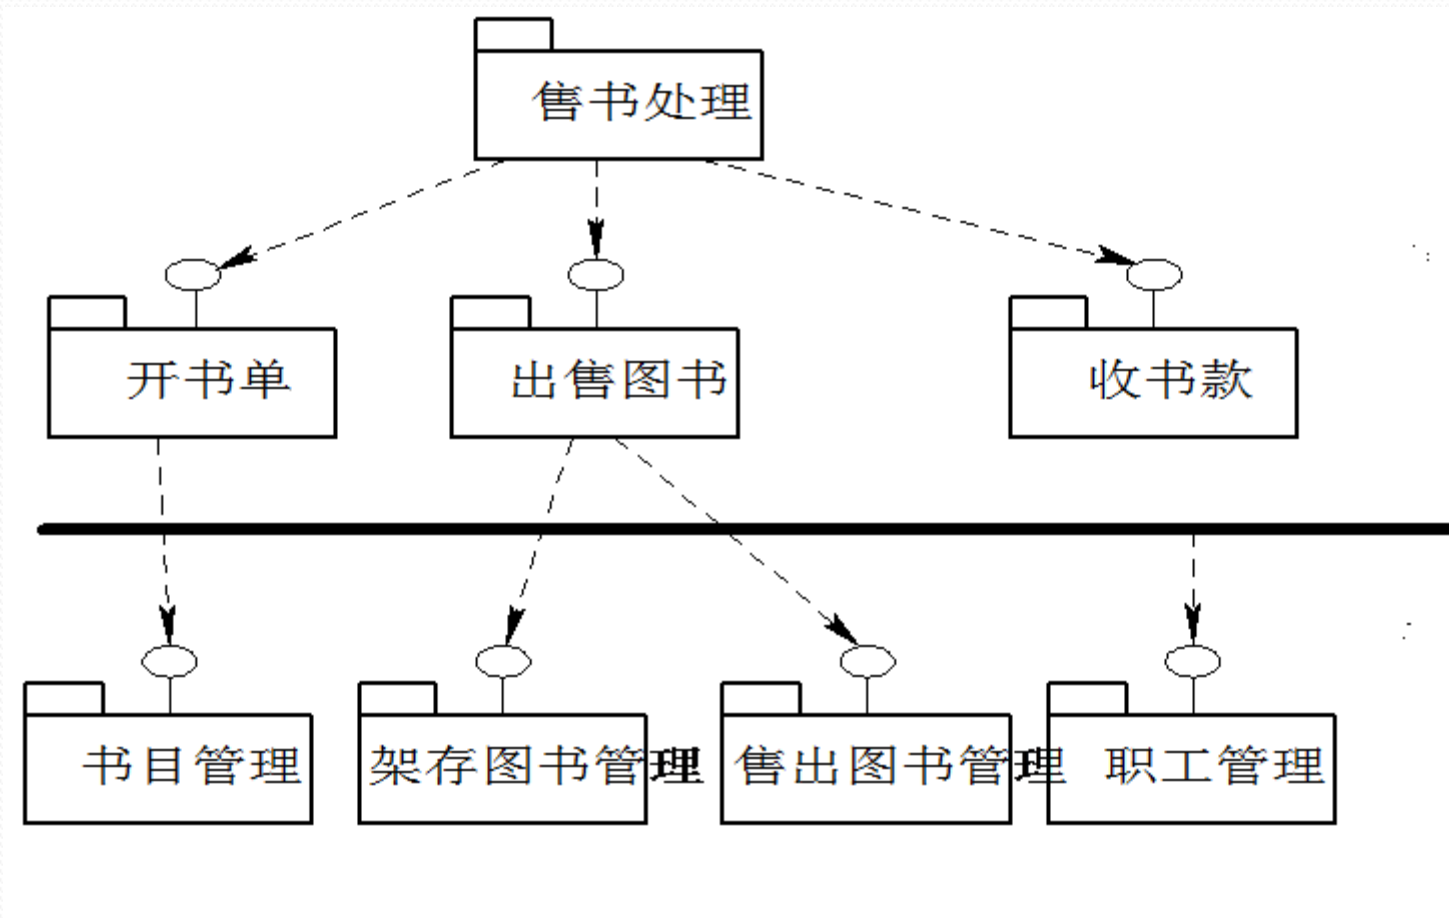 售书处理
开书单
出售图书
收书款
书目管理
架存图书管理
售出图书管理
职工管理